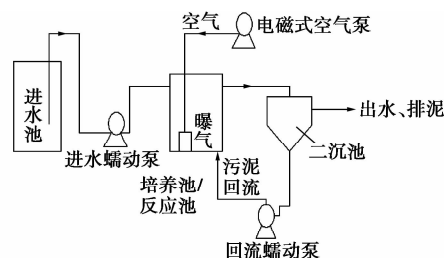 空气
电磁式空气泵
进
水
池
曝
气
出水、排泥
进水蠕动泵
二沉池
污泥
回流
培养池/
反应池
回流蠕动泵